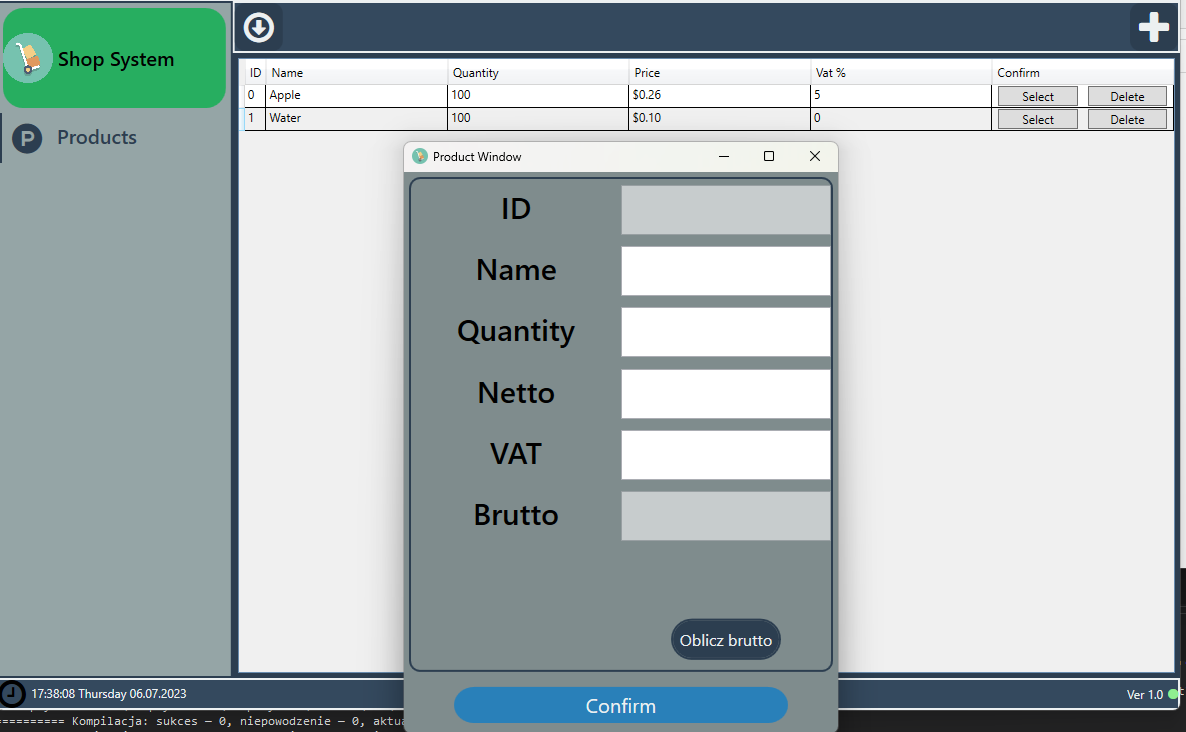 Shop System
P Products
ID Name Quantity Price Vat % Confirm
0 Apple 100 $0.26 5 Select Delete
1 Water 100 $0.10 0 Select Delete
Product Window
ID
Name
Quantity
Netto
VAT
Brutto
Oblicz brutto
Confirm
17:38:08 Thursday 06.07.2023
Ver 1.0
========== Kompilacja: sukces — 0, niepowodzenie — 0, aktua